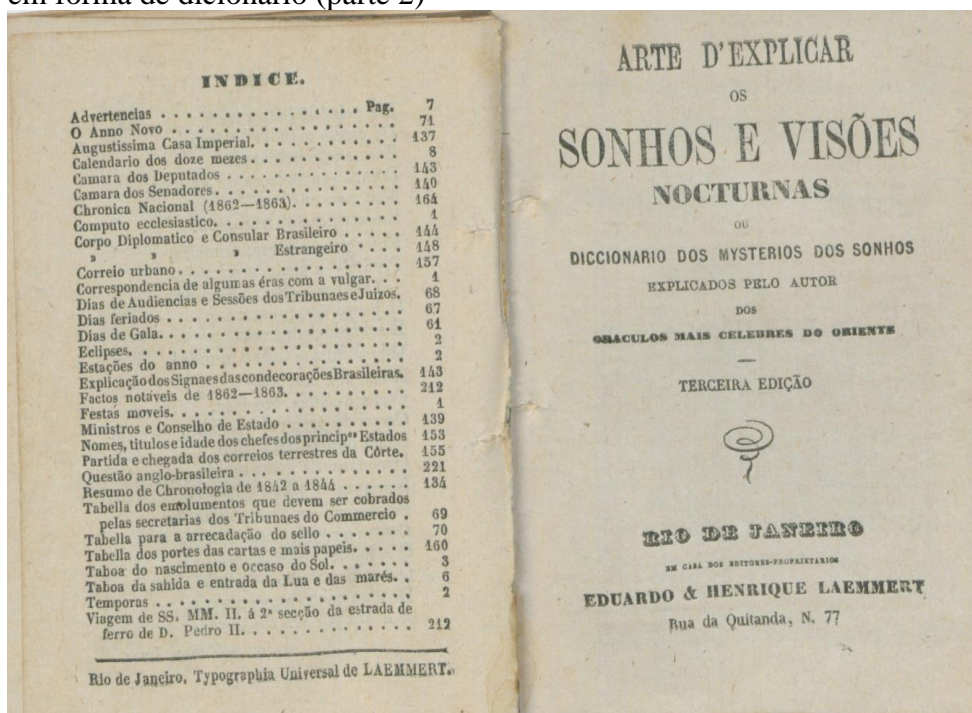 em forma de dicionário (parte 2)
INDICE.
Advertencias . . . . . . . . . . . . . . . . Pag. 7
O Anno Novo . . . . . . . . . . . . . . . . . . 71
Augustissima Casa Imperial. . . . . . . . . . . . 137
Calendario dos doze mezes . . . . . . . . . . . . 8
Camara dos Deputados . . . . . . . . . . . . . . 143
Camara dos Senadores. . . . . . . . . . . . . . . 140
Chronica Nacional (1862—1863). . . . . . . . . . 164
Computo ecclesiastico. . . . . . . . . . . . . . . 1
Corpo Diplomatico e Consular Brasileiro . . . . . 144
» » » Estrangeiro . . . . 148
Correio urbano . . . . . . . . . . . . . . . . . . 157
Correspondencia de algumas éras com a vulgar. . . 1
Dias de Audiencias e Sessões dos Tribunaes e Juizos. 68
Dias feriados . . . . . . . . . . . . . . . . . . 67
Dias de Gala. . . . . . . . . . . . . . . . . . . 61
Eclipses. . . . . . . . . . . . . . . . . . . . . 2
Estações do anno . . . . . . . . . . . . . . . . . 2
Explicação dos Signaes das condecorações Brasileiras. 143
Factos notáveis de 1862—1863. . . . . . . . . . . 212
Festas moveis. . . . . . . . . . . . . . . . . . . 1
Ministros e Conselho de Estado . . . . . . . . . . 139
Nomes, titulos e idade dos chefes dos princip.es Estados 153
Partida e chegada dos correios terrestres da Côrte. 155
Questão anglo-brasileira . . . . . . . . . . . . . 221
Resumo de Chronologia de 1842 a 1844 . . . . . . 134
Tabella dos emolumentos que devem ser cobrados
pelas secretarias dos Tribunaes do Commercio . 69
Tabella para a arrecadação do sello . . . . . . . 70
Tabella dos portes das cartas e mais papeis. . . . . 160
Taboa do nascimento e occaso do Sol. . . . . . . . 3
Taboa da sahida e entrada da Lua e das marés. . 6
Temporas . . . . . . . . . . . . . . . . . . . . . 2
Viagem de SS. MM. II. á 2ª secção da estrada de
ferro de D. Pedro II. . . . . . . . . . . . . . . 212
Rio de Janeiro, Typographia Universal de LAEMMERT.
ARTE D'EXPLICAR
OS
SONHOS E VISÕES
NOCTURNAS
OU
DICCIONARIO DOS MYSTERIOS DOS SONHOS
EXPLICADOS PELO AUTOR
DOS
ORACULOS MAIS CELEBRES DO ORIENTE
TERCEIRA EDIÇÃO
RIO DE JANEIRO
EM CASA DOS EDITORES-PROPRIETARIOS
EDUARDO & HENRIQUE LAEMMERT
Rua da Quitanda, N. 77